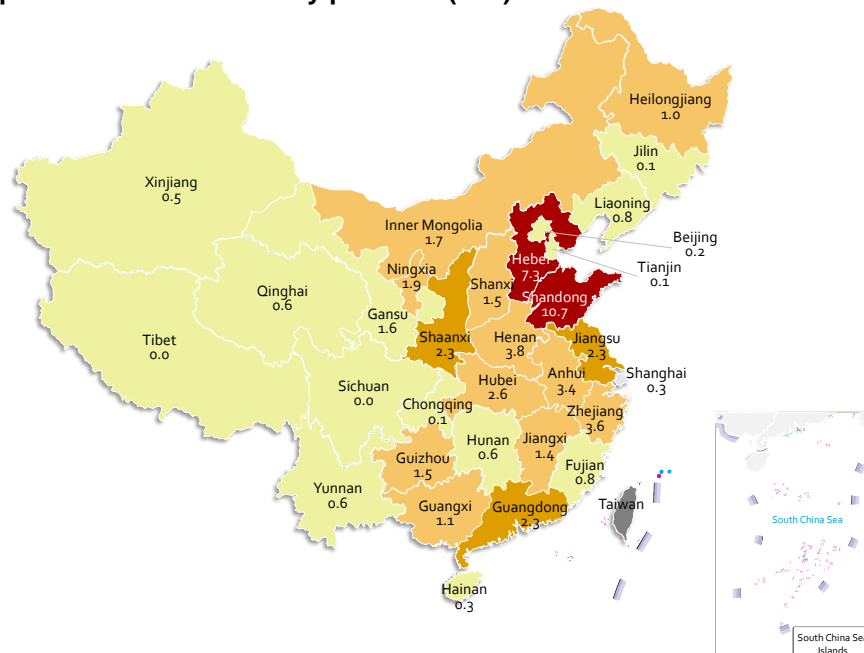 Heilongjiang
1.0
Jilin
0.1
Xinjiang
0.5
Liaoning
0.8
Inner Mongolia
1.7
Beijing
0.2
Hebei
7.3
Tianjin
0.1
Ningxia
1.9
Shanxi
1.5
Qinghai
0.6
Shandong
10.7
Gansu
1.6
Tibet
0.0
Shaanxi
2.3
Henan
3.8
Jiangsu
2.3
Sichuan
0.0
Hubei
2.6
Anhui
3.4
Shanghai
0.3
Chongqing
0.1
Zhejiang
3.6
Hunan
0.6
Jiangxi
1.4
Guizhou
1.5
Fujian
0.8
Yunnan
0.6
Guangxi
1.1
Guangdong
2.3
Taiwan
South China Sea
Hainan
0.3
South China Sea
Islands